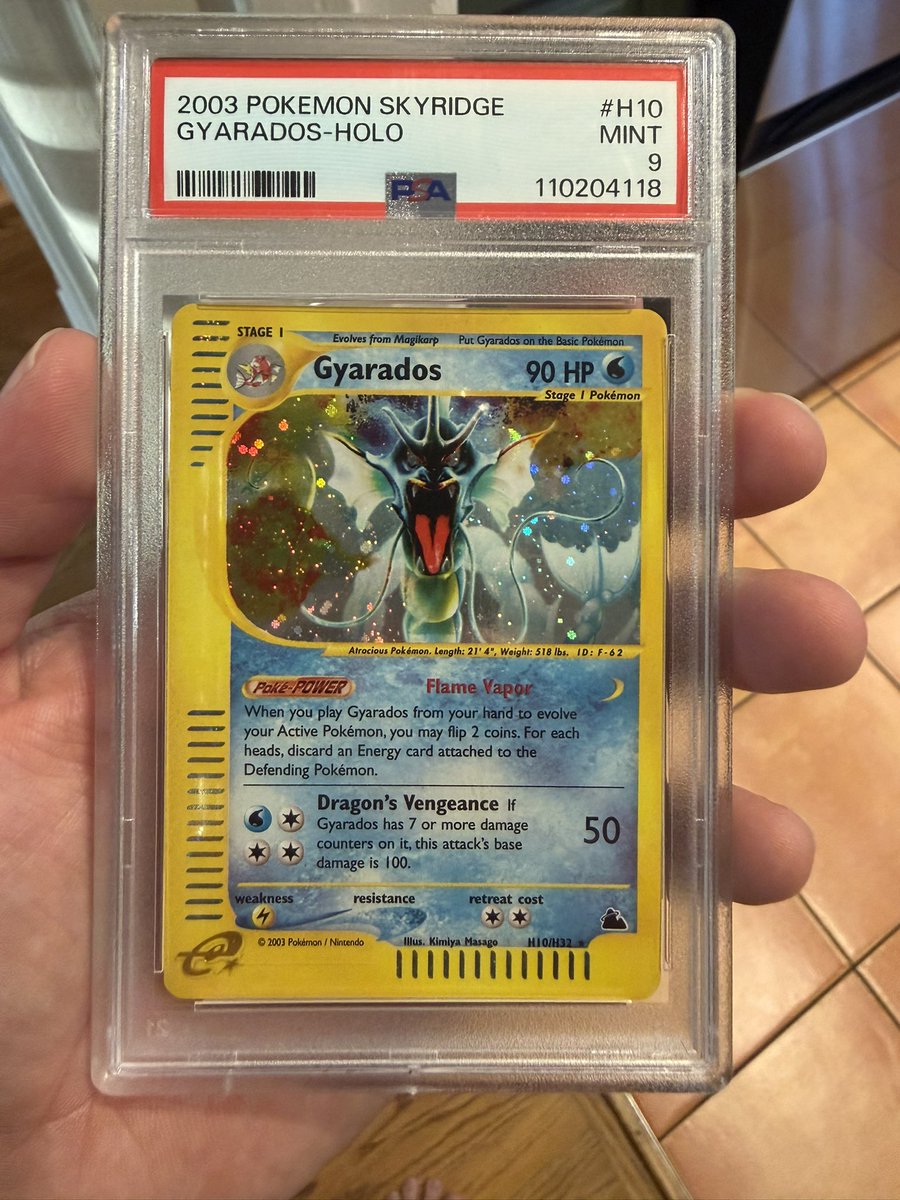 2003 POKEMON SKYRIDGE #H10
GYARADOS-HOLO MINT
9
PSA 110204118
STAGE 1 Evolves from Magikarp Put Gyarados on the Basic Pokémon
Gyarados 90 HP
Stage 1 Pokémon
Atrocious Pokémon. Length: 21' 4", Weight: 518 lbs. ID: F-62
Poké-POWER Flame Vapor
When you play Gyarados from your hand to evolve
your Active Pokémon, you may flip 2 coins. For each
heads, discard an Energy card attached to the
Defending Pokémon.
Dragon's Vengeance If
Gyarados has 7 or more damage
counters on it, this attack's base
damage is 100.
50
weakness resistance retreat cost
© 2003 Pokémon / Nintendo Illus. Kimiya Masago H10/H32
e